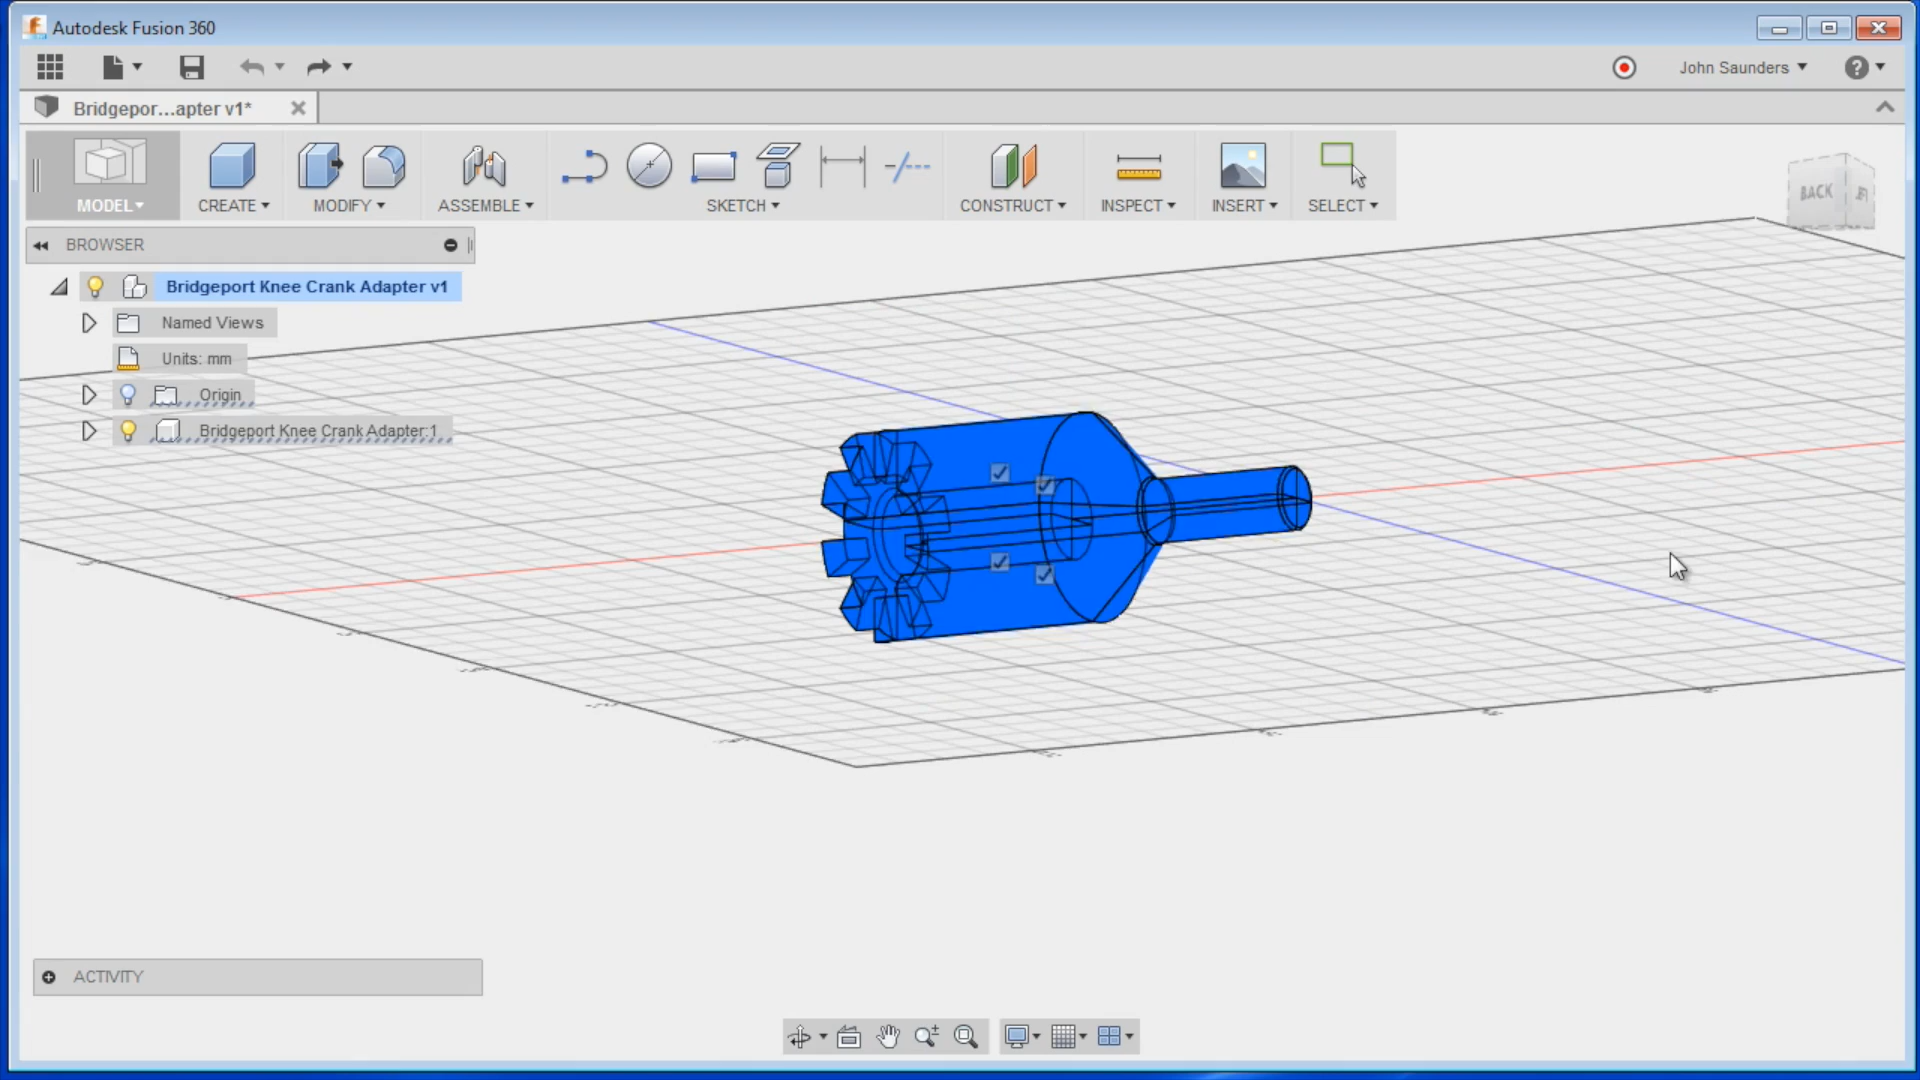 Autodesk Fusion 360
John Saunders
Bridgepor...apter v1*
MODEL
CREATE
MODIFY
ASSEMBLE
SKETCH
CONSTRUCT
INSPECT
INSERT
SELECT
BACK
BROWSER
Bridgeport Knee Crank Adapter v1
Named Views
Units: mm
Origin
Bridgeport Knee Crank Adapter:1
ACTIVITY